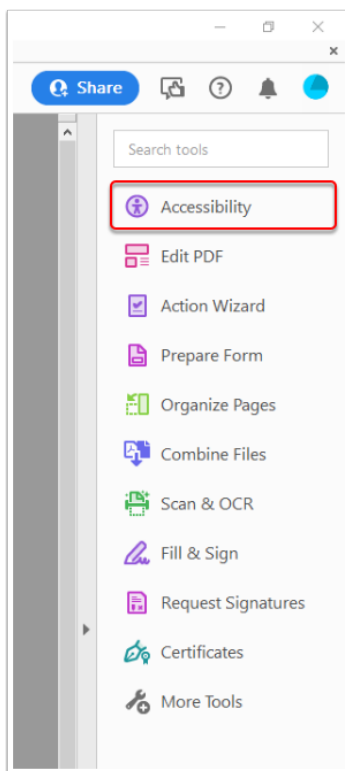 Share
Search tools
Accessibility
Edit PDF
Action Wizard
Prepare Form
Organize Pages
Combine Files
Scan & OCR
Fill & Sign
Request Signatures
Certificates
More Tools